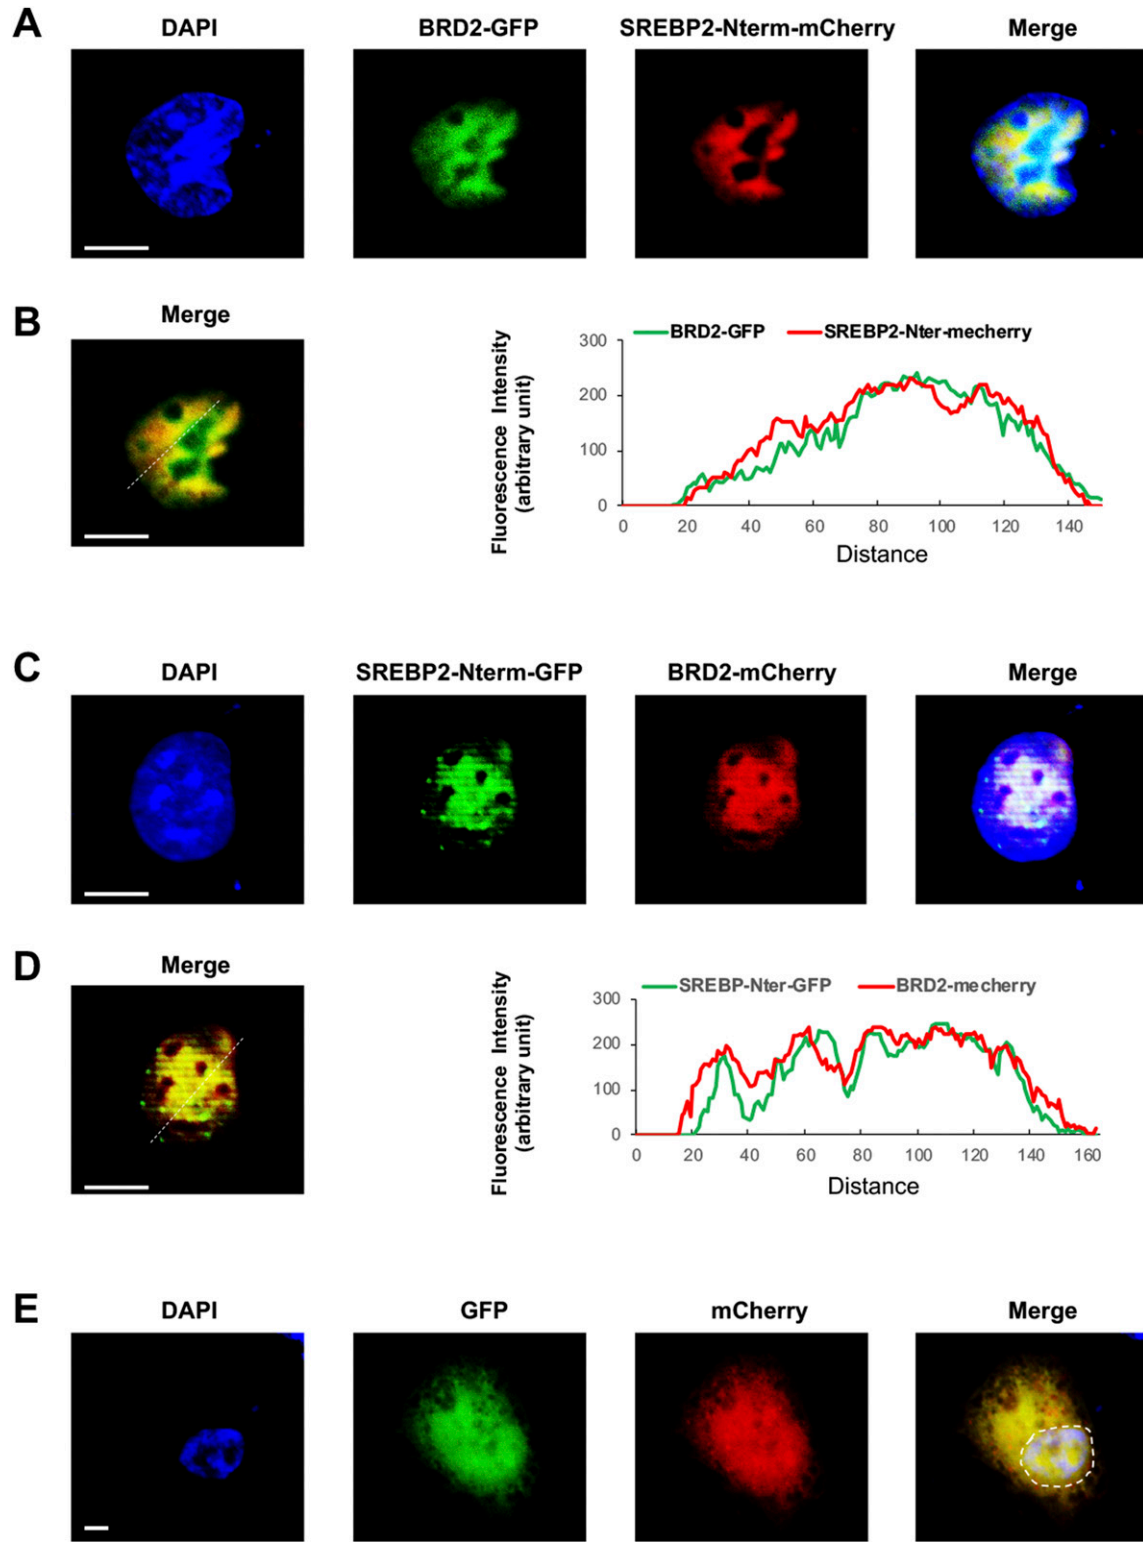 A
DAPI BRD2-GFP SREBP2-Nterm-mCherry Merge
B
Merge
BRD2-GFP SREBP2-Nter-mecherry
Fluorescence Intensity
(arbitrary unit)
300
200
100
0
0 20 40 60 80 100 120 140
Distance
C
DAPI SREBP2-Nterm-GFP BRD2-mCherry Merge
D
Merge
SREBP-Nter-GFP BRD2-mecherry
Fluorescence Intensity
(arbitrary unit)
300
200
100
0
0 20 40 60 80 100 120 140 160
Distance
E
DAPI GFP mCherry Merge